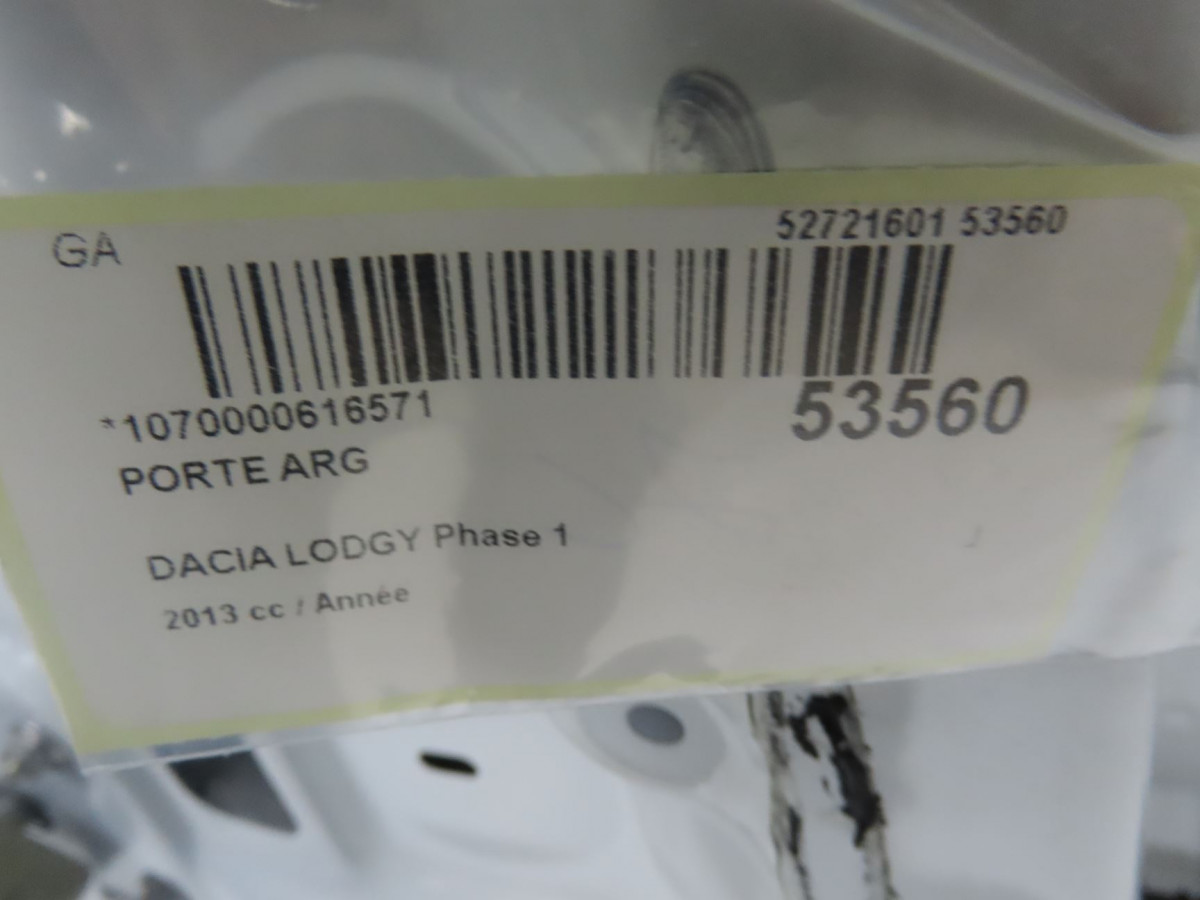 GA
52721601 53560
*1070000616571
53560
PORTE ARG
DACIA LODGY Phase 1
2013 cc / Année